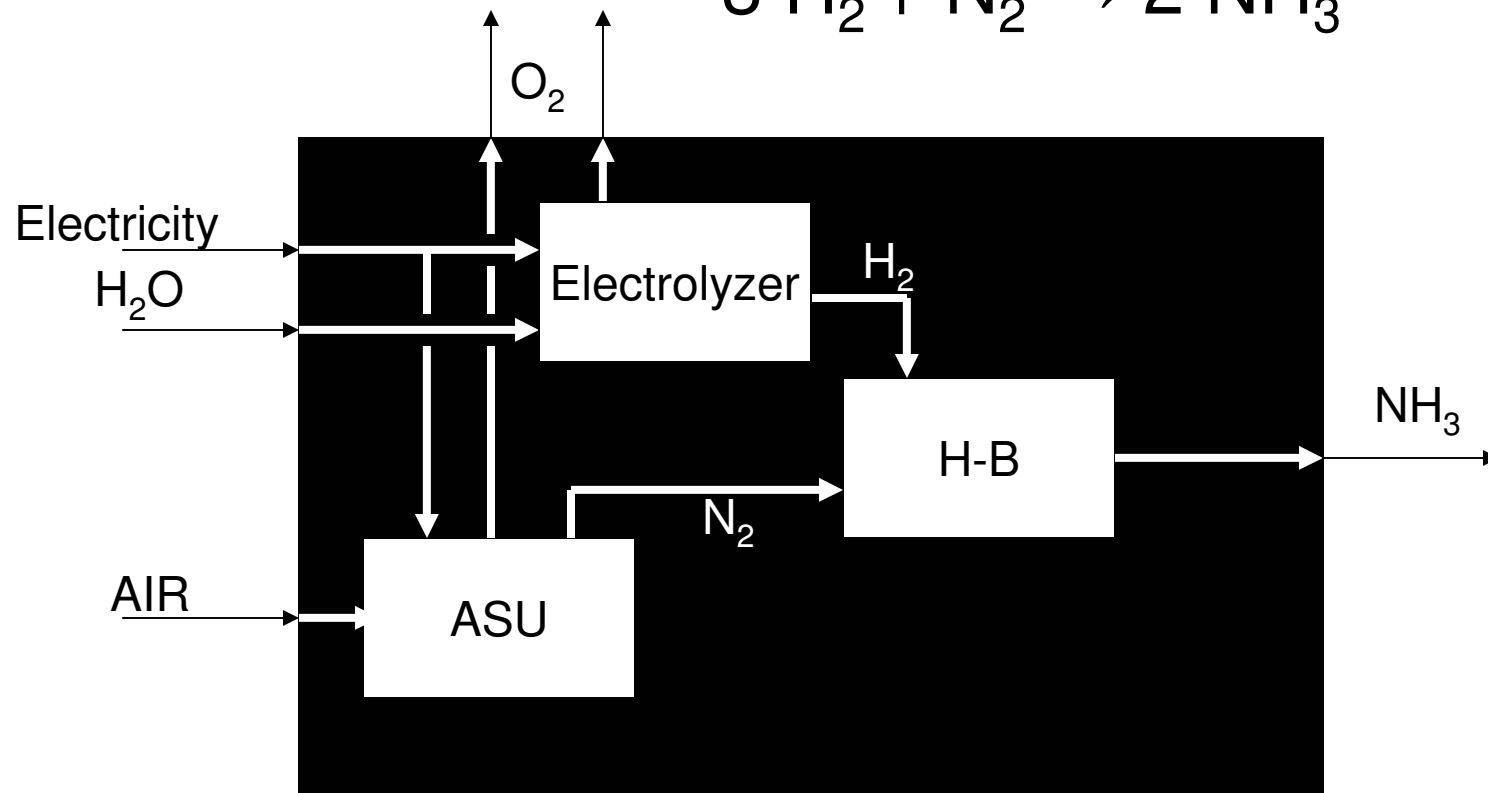 3 H₂ + N₂ → 2 NH₃
O₂
Electricity
H₂O
Electrolyzer
H₂
NH₃
H-B
N₂
AIR
ASU